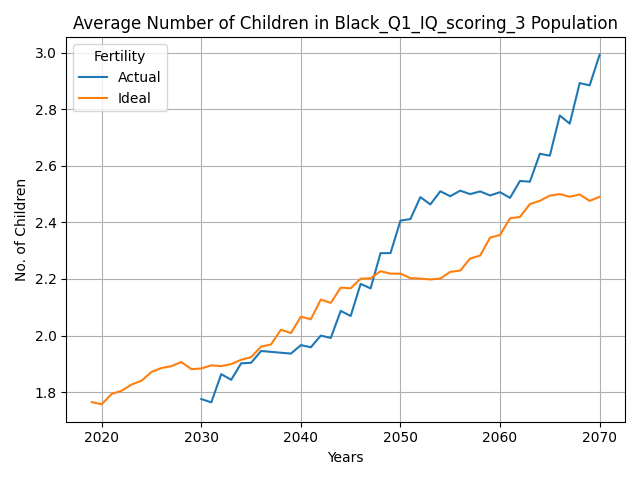 Average Number of Children in Black_Q1_IQ_scoring_3 Population
Fertility
Actual
Ideal
No. of Children
3.0
2.8
2.6
2.4
2.2
2.0
1.8
2020 2030 2040 2050 2060 2070
Years